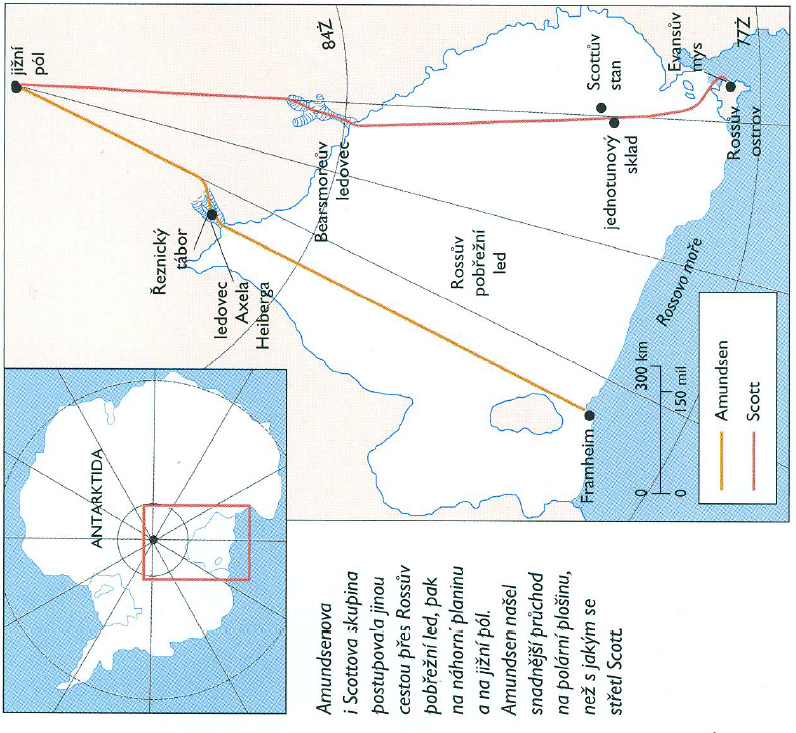 jižní
pól
84Ž
Scottův
stan
Evansův
mys
77Ž
Bearsmoreův
ledovec
jednotunový
sklad
Rossův
ostrov
Řeznický
tábor
ledovec
Axela
Heiberga
Rossův
pobřežní
led
Rossovo moře
Framheim
0 300 km
0 150 mil
Amundsen
Scott
ANTARKTIDA
Amundsenova
i Scottova skupina
postupovala jinou
cestou přes Rossův
pobřežní led, pak
na náhorní planinu
a na jižní pól.
Amundsen našel
snadnější průchod
na polární plošinu,
než s jakým se
střetl Scott.